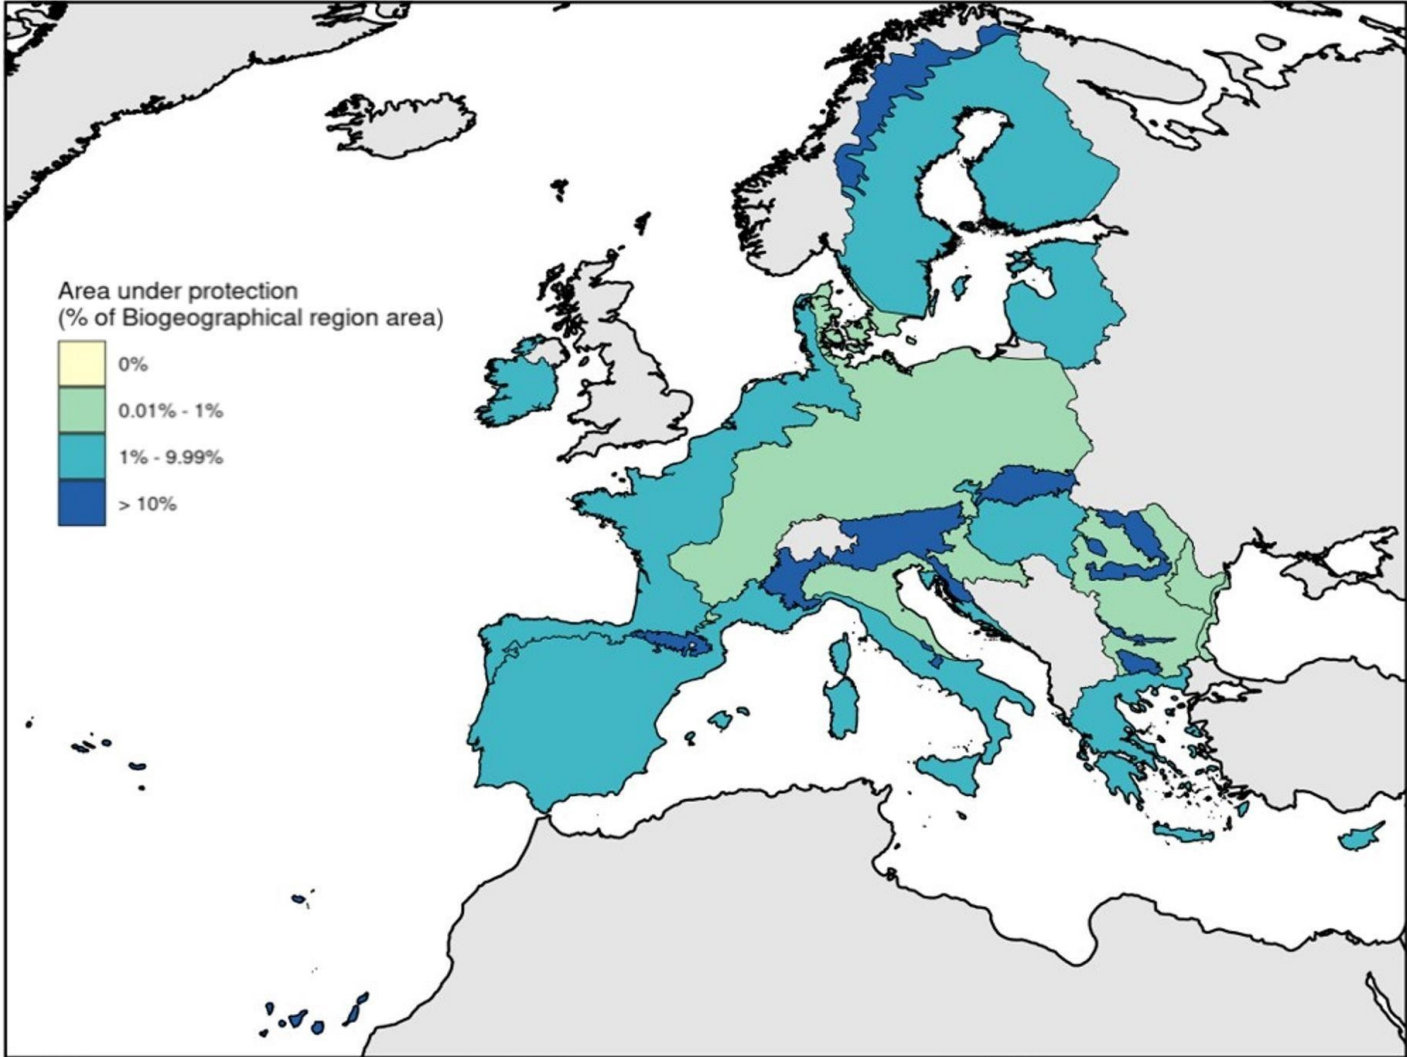 Area under protection
(% of Biogeographical region area)
0%
0.01% - 1%
1% - 9.99%
> 10%